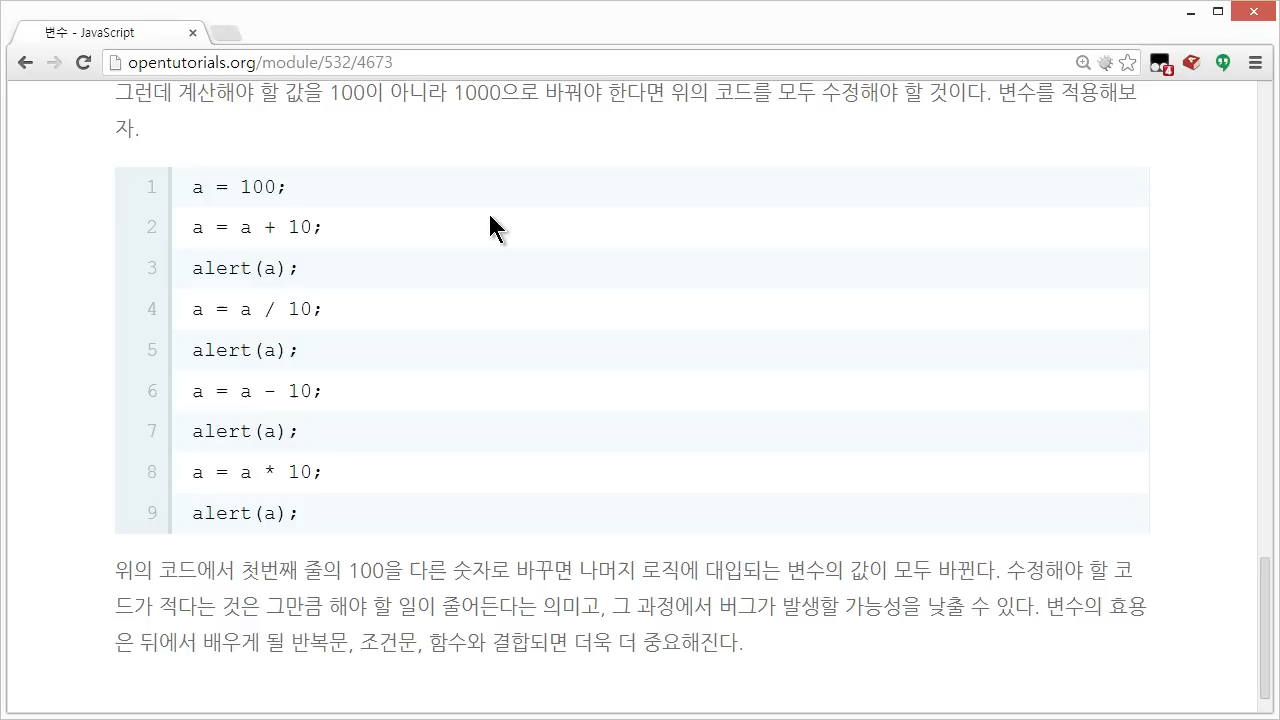 변수 - JavaScript
opentutorials.org/module/532/4673
4
그런데 계산해야 할 값을 100이 아니라 1000으로 바꿔야 한다면 위의 코드를 모두 수정해야 할 것이다. 변수를 적용해보
자.
1 a = 100;
2 a = a + 10;
3 alert(a);
4 a = a / 10;
5 alert(a);
6 a = a - 10;
7 alert(a);
8 a = a * 10;
9 alert(a);
위의 코드에서 첫번째 줄의 100을 다른 숫자로 바꾸면 나머지 로직에 대입되는 변수의 값이 모두 바뀐다. 수정해야 할 코
드가 적다는 것은 그만큼 해야 할 일이 줄어든다는 의미고, 그 과정에서 버그가 발생할 가능성을 낮출 수 있다. 변수의 효용
은 뒤에서 배우게 될 반복문, 조건문, 함수와 결합되면 더욱 더 중요해진다.